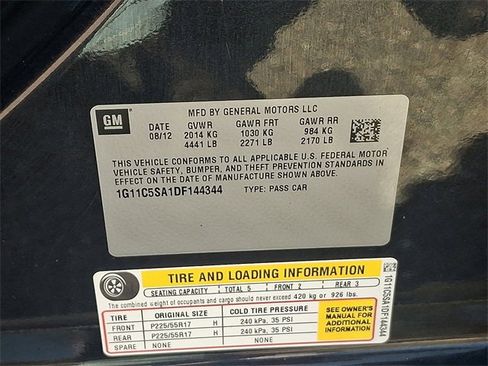 GM
MFD BY GENERAL MOTORS LLC
DATE GVWR GAWR FRT GAWR RR
08/12 2014 KG 1030 KG 984 KG
4441 LB 2271 LB 2170 LB
THIS VEHICLE CONFORMS TO ALL APPLICABLE U.S. FEDERAL MOTOR
VEHICLE SAFETY, BUMPER, AND THEFT PREVENTION STANDARDS IN
EFFECT ON THE DATE OF MANUFACTURE SHOWN ABOVE.
1G11C5SA1DF144344 TYPE: PASS CAR
TIRE AND LOADING INFORMATION
SEATING CAPACITY TOTAL 5 FRONT 2 REAR 3
The combined weight of occupants and cargo should never exceed 420 kg or 926 lbs.
TIRE ORIGINAL SIZE COLD TIRE PRESSURE
FRONT P225/55R17 H 240 kPa, 35 PSI
REAR P225/55R17 H 240 kPa, 35 PSI
SPARE NONE NONE
SEE OWNER'S
MANUAL FOR
ADDITIONAL
INFORMATION
1G11C5SA1DF144344